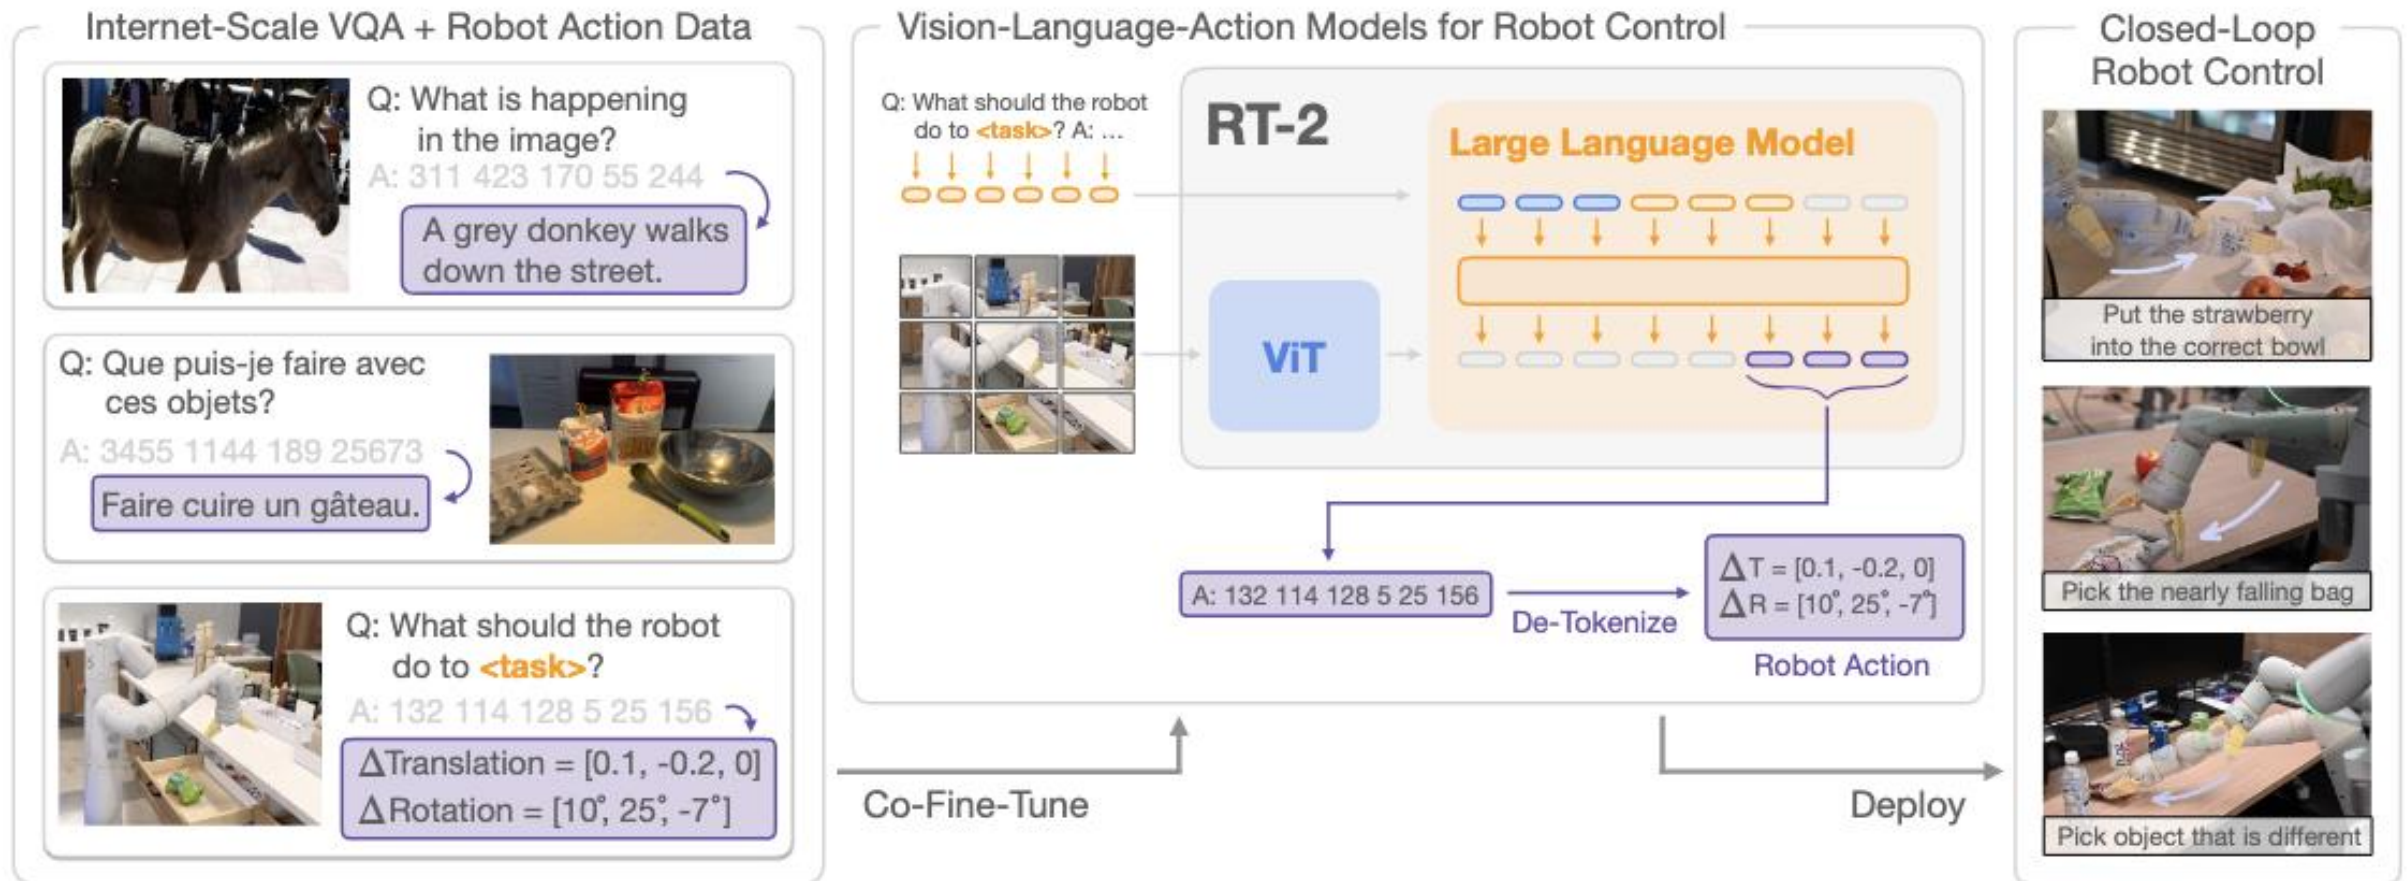 Internet-Scale VQA + Robot Action Data
Q: What is happening
in the image?
A: 311 423 170 55 244
A grey donkey walks
down the street.
Q: Que puis-je faire avec
ces objets?
A: 3455 1144 189 25673
Faire cuire un gâteau.
Q: What should the robot
do to <task>?
A: 132 114 128 5 25 156
ΔTranslation = [0.1, -0.2, 0]
ΔRotation = [10°, 25°, -7°]
Co-Fine-Tune
Vision-Language-Action Models for Robot Control
Q: What should the robot
do to <task>? A: ...
RT-2
Large Language Model
ViT
A: 132 114 128 5 25 156
De-Tokenize
ΔT = [0.1, -0.2, 0]
ΔR = [10°, 25°, -7°]
Robot Action
Deploy
Closed-Loop
Robot Control
Put the strawberry
into the correct bowl
Pick the nearly falling bag
Pick object that is different